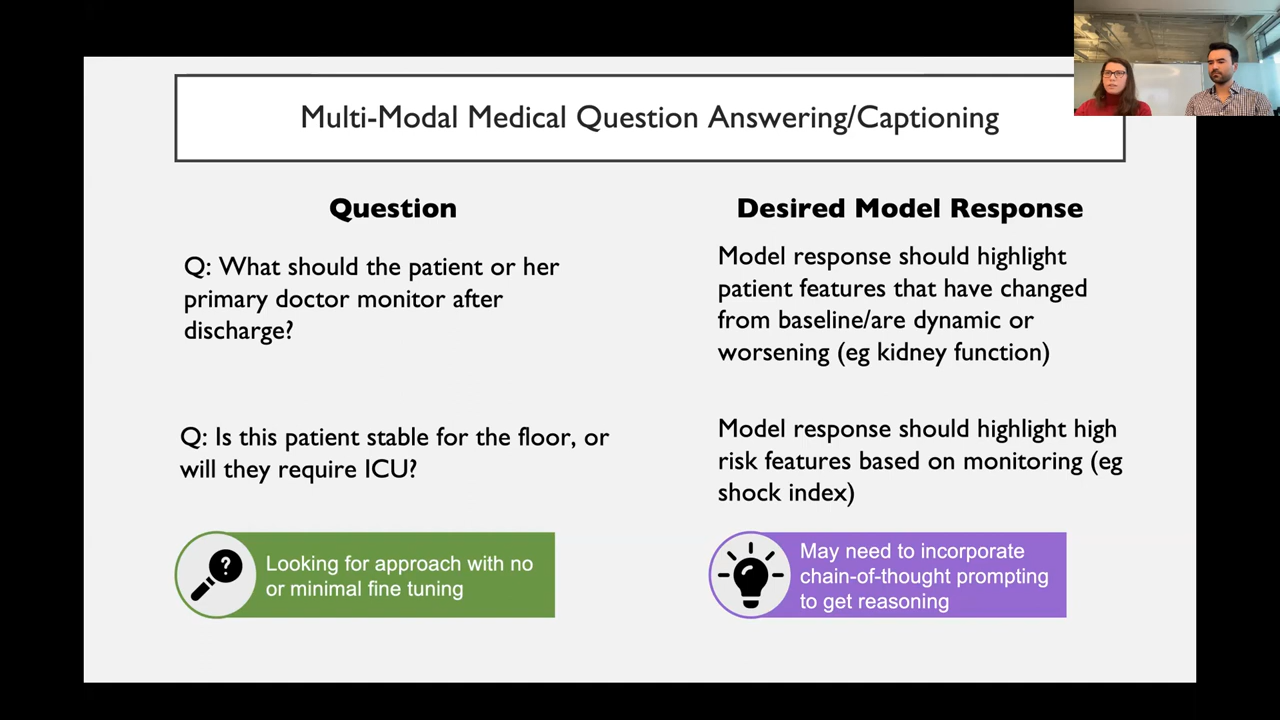 Multi-Modal Medical Question Answering/Captioning
Question
Q: What should the patient or her
primary doctor monitor after
discharge?
Q: Is this patient stable for the floor, or
will they require ICU?
? Looking for approach with no
or minimal fine tuning
Desired Model Response
Model response should highlight
patient features that have changed
from baseline/are dynamic or
worsening (eg kidney function)
Model response should highlight high
risk features based on monitoring (eg
shock index)
May need to incorporate
chain-of-thought prompting
to get reasoning